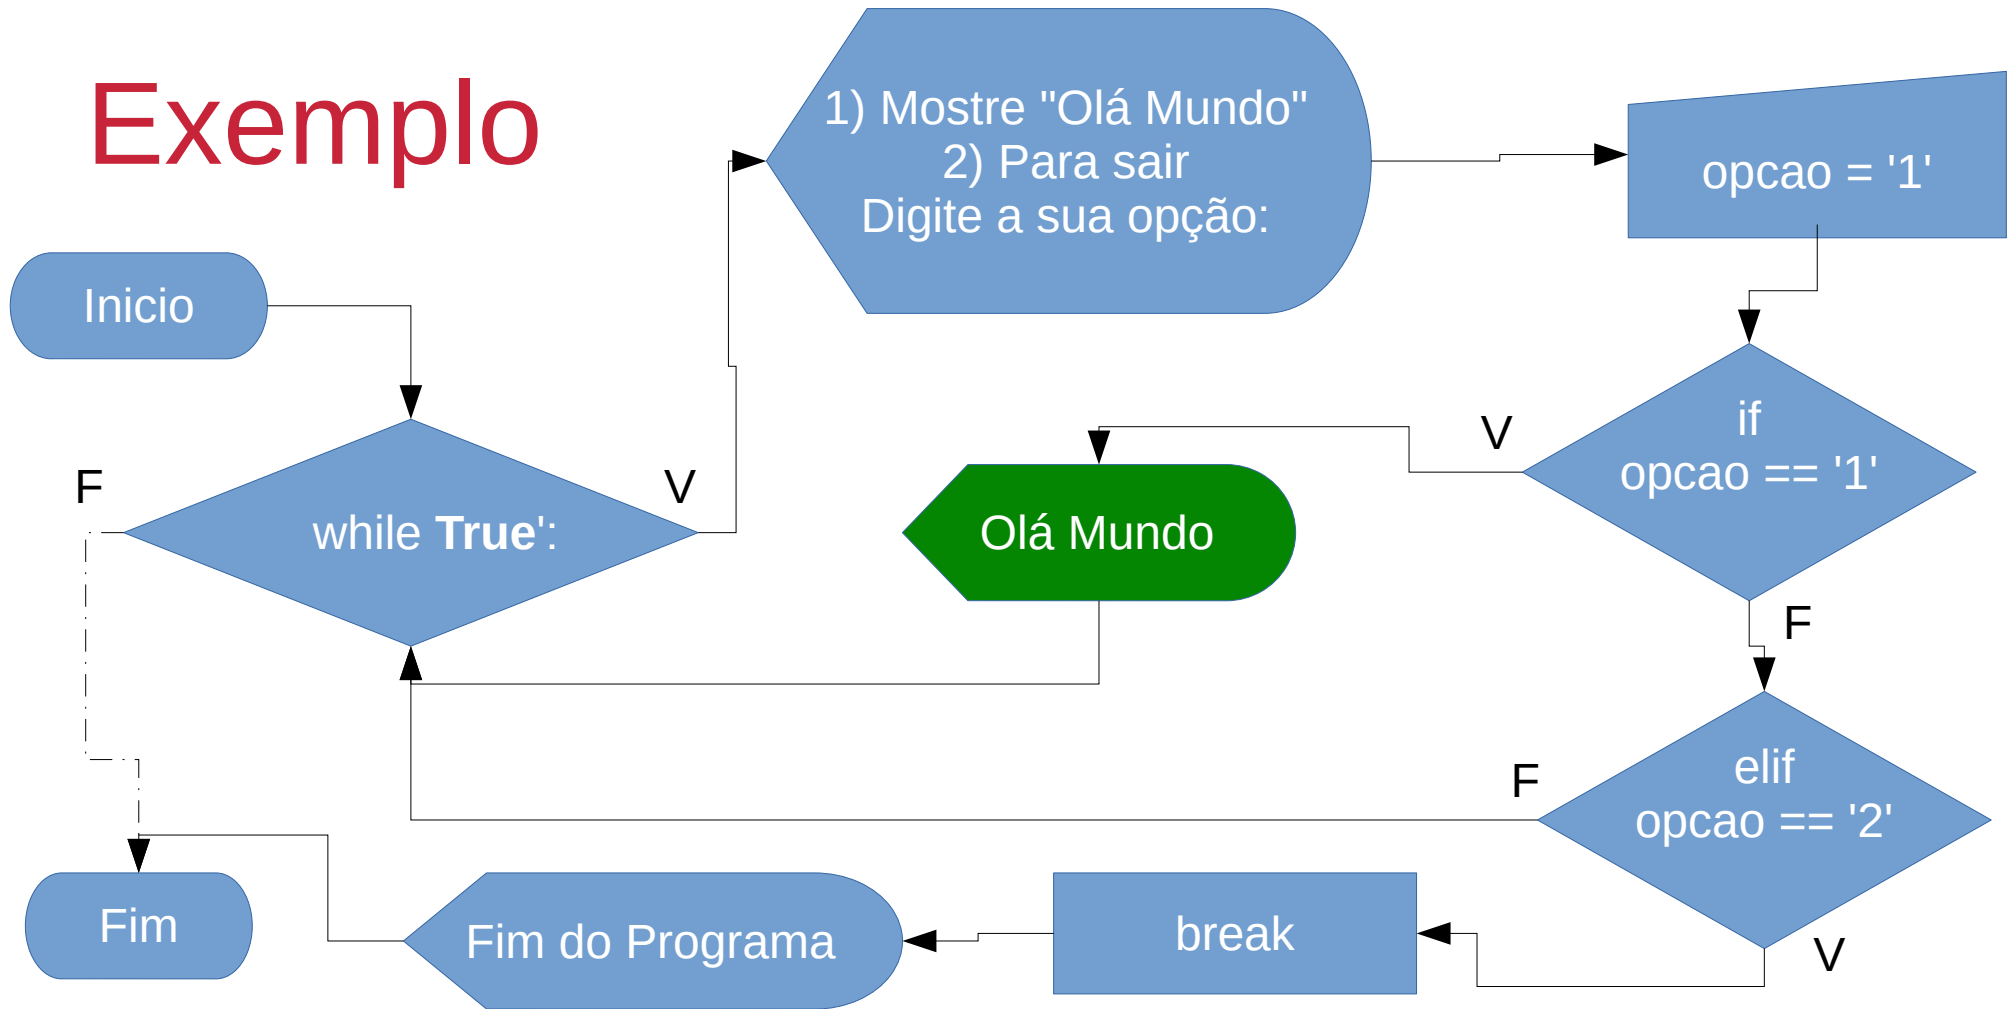 Exemplo
1) Mostre "Olá Mundo"
2) Para sair
Digite a sua opção:
opcao = '1'
Inicio
if
opcao == '1'
V
F
F
while True':
V
Olá Mundo
elif
opcao == '2'
F
V
break
Fim do Programa
Fim